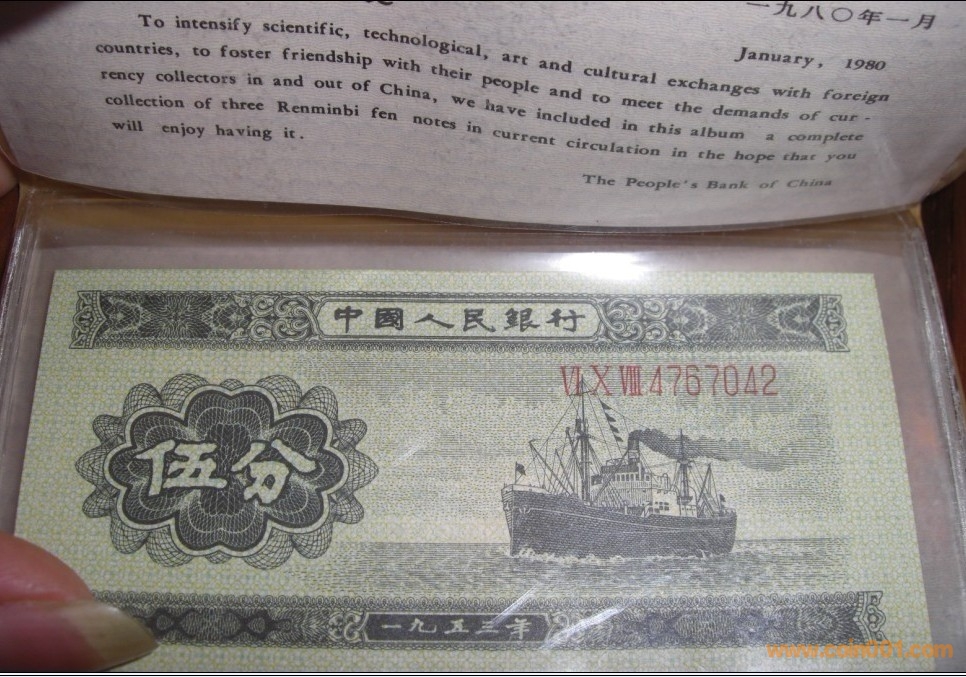 一九八〇年一月
To intensify scientific, technological, art and cultural exchanges with foreign
countries, to foster friendship with their people and to meet the demands of cur-
rency collectors in and out of China, we have included in this album a complete
collection of three Renminbi fen notes in current circulation in the hope that you
will enjoy having it.
January, 1980
The People's Bank of China
中國人民銀行
VI X VIII 4767042
伍分
一九五三年
www.coin001.com